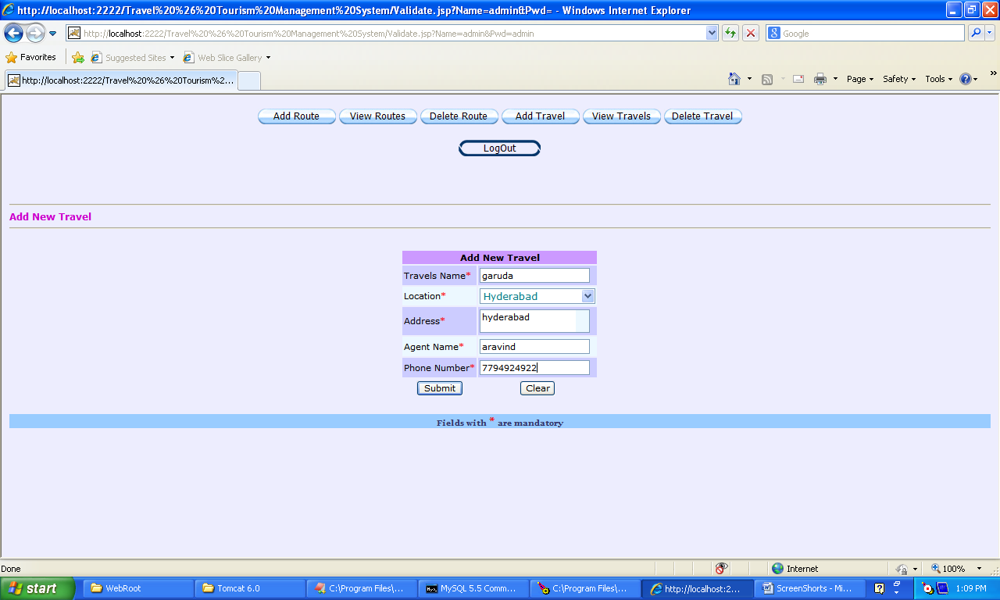 http://localhost:2222/Travel%20%26%20Tourism%20Management%20System/Validate.jsp?Name=admin&Pwd= - Windows Internet Explorer
http://localhost:2222/Travel%20%26%20Tourism%20Management%20System/Validate.jsp?Name=admin&Pwd=admin
Google
Favorites
Suggested Sites
Web Slice Gallery
http://localhost:2222/Travel%20%26%20Tourism%2...
Page
Safety
Tools
Add Route
View Routes
Delete Route
Add Travel
View Travels
Delete Travel
LogOut
Add New Travel
Add New Travel
Travels Name* garuda
Location* Hyderabad
Address* hyderabad
Agent Name* aravind
Phone Number* 7794924922
Submit
Clear
Fields with * are mandatory
Done
Internet
100%
start
WebRoot
Tomcat 6.0
C:\Program Files\...
MySQL 5.5 Comm...
C:\Program Files\...
http://localhost:2...
ScreenShorts - Mi...
1:09 PM